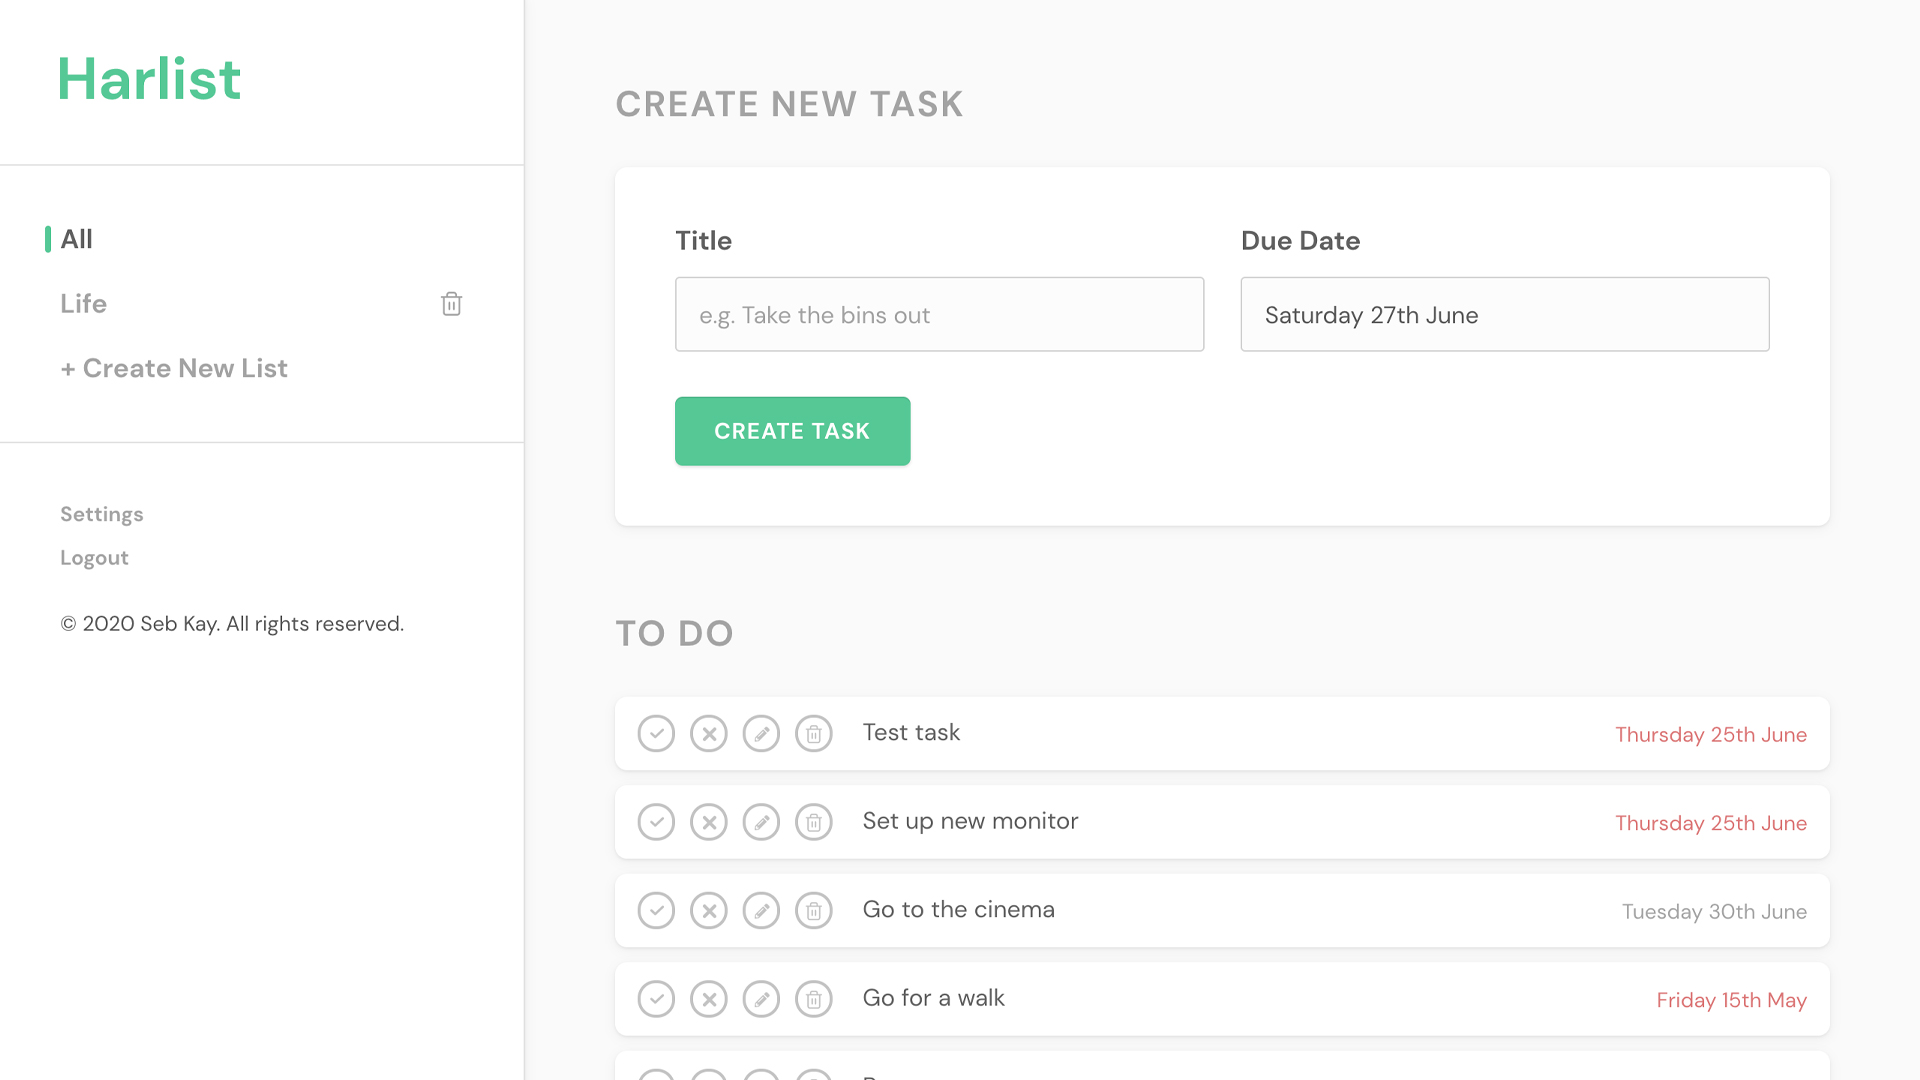 Harlist
All
Life
+ Create New List
Settings
Logout
© 2020 Seb Kay. All rights reserved.
CREATE NEW TASK
Title
e.g. Take the bins out
Due Date
Saturday 27th June
CREATE TASK
TO DO
Test task
Thursday 25th June
Set up new monitor
Thursday 25th June
Go to the cinema
Tuesday 30th June
Go for a walk
Friday 15th May